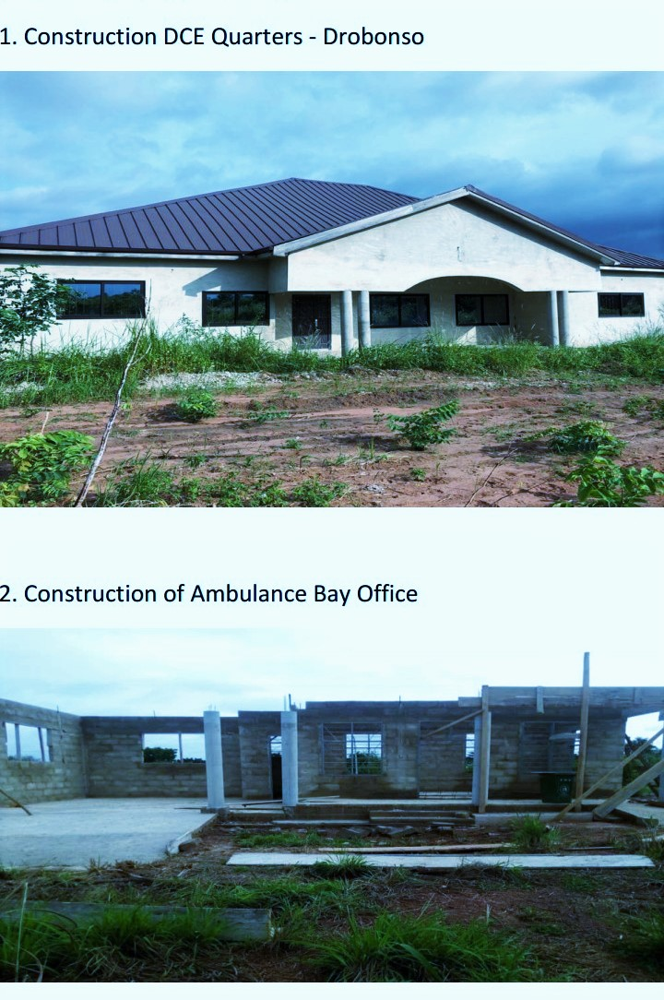 1. Construction DCE Quarters - Drobonso
2. Construction of Ambulance Bay Office